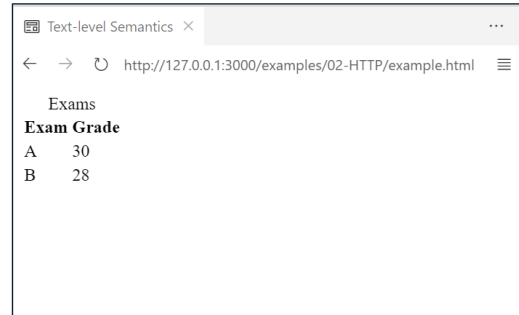 Text-level Semantics
http://127.0.0.1:3000/examples/02-HTTP/example.html
Exams
Exam Grade
A 30
B 28